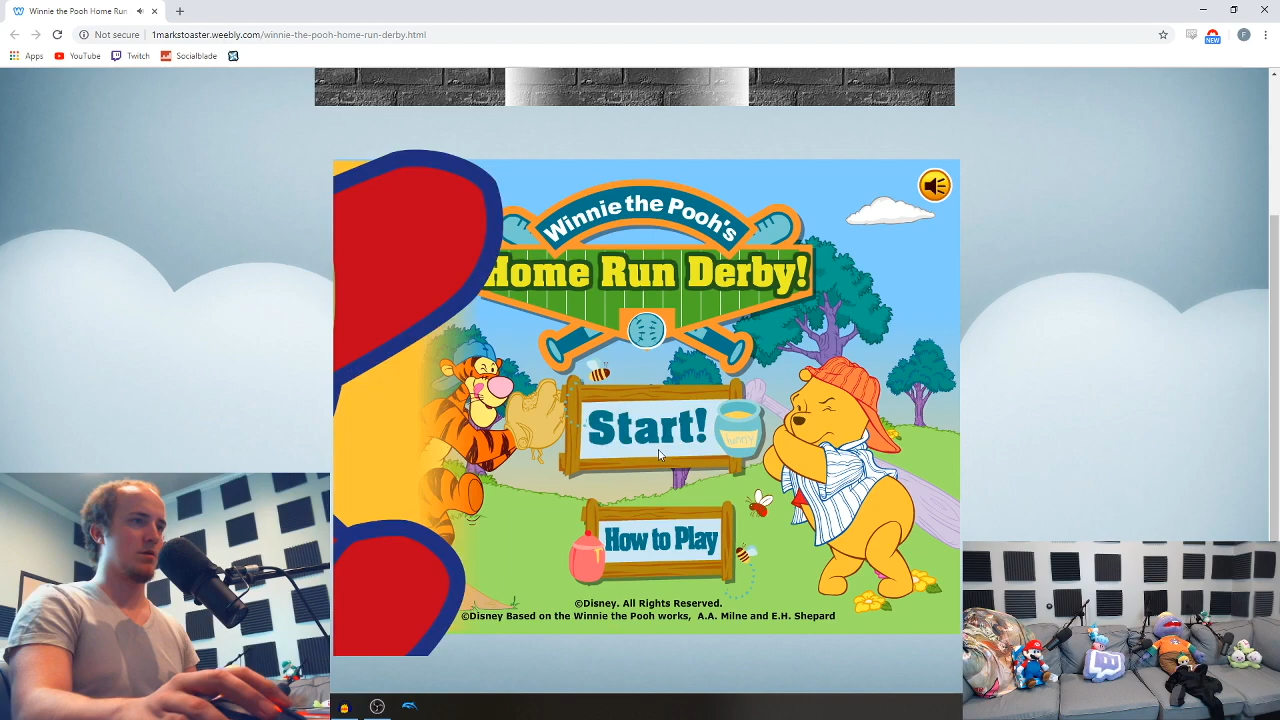 Winnie the Pooh Home Run
Not secure
1markstoaster.weebly.com/winnie-the-pooh-home-run-derby.html
NEW
F
Apps
YouTube
Twitch
Socialblade
Winnie the Pooh's
Home Run Derby!
Start!
hunny
How to Play
©Disney. All Rights Reserved.
©Disney Based on the Winnie the Pooh works, A.A. Milne and E.H. Shepard